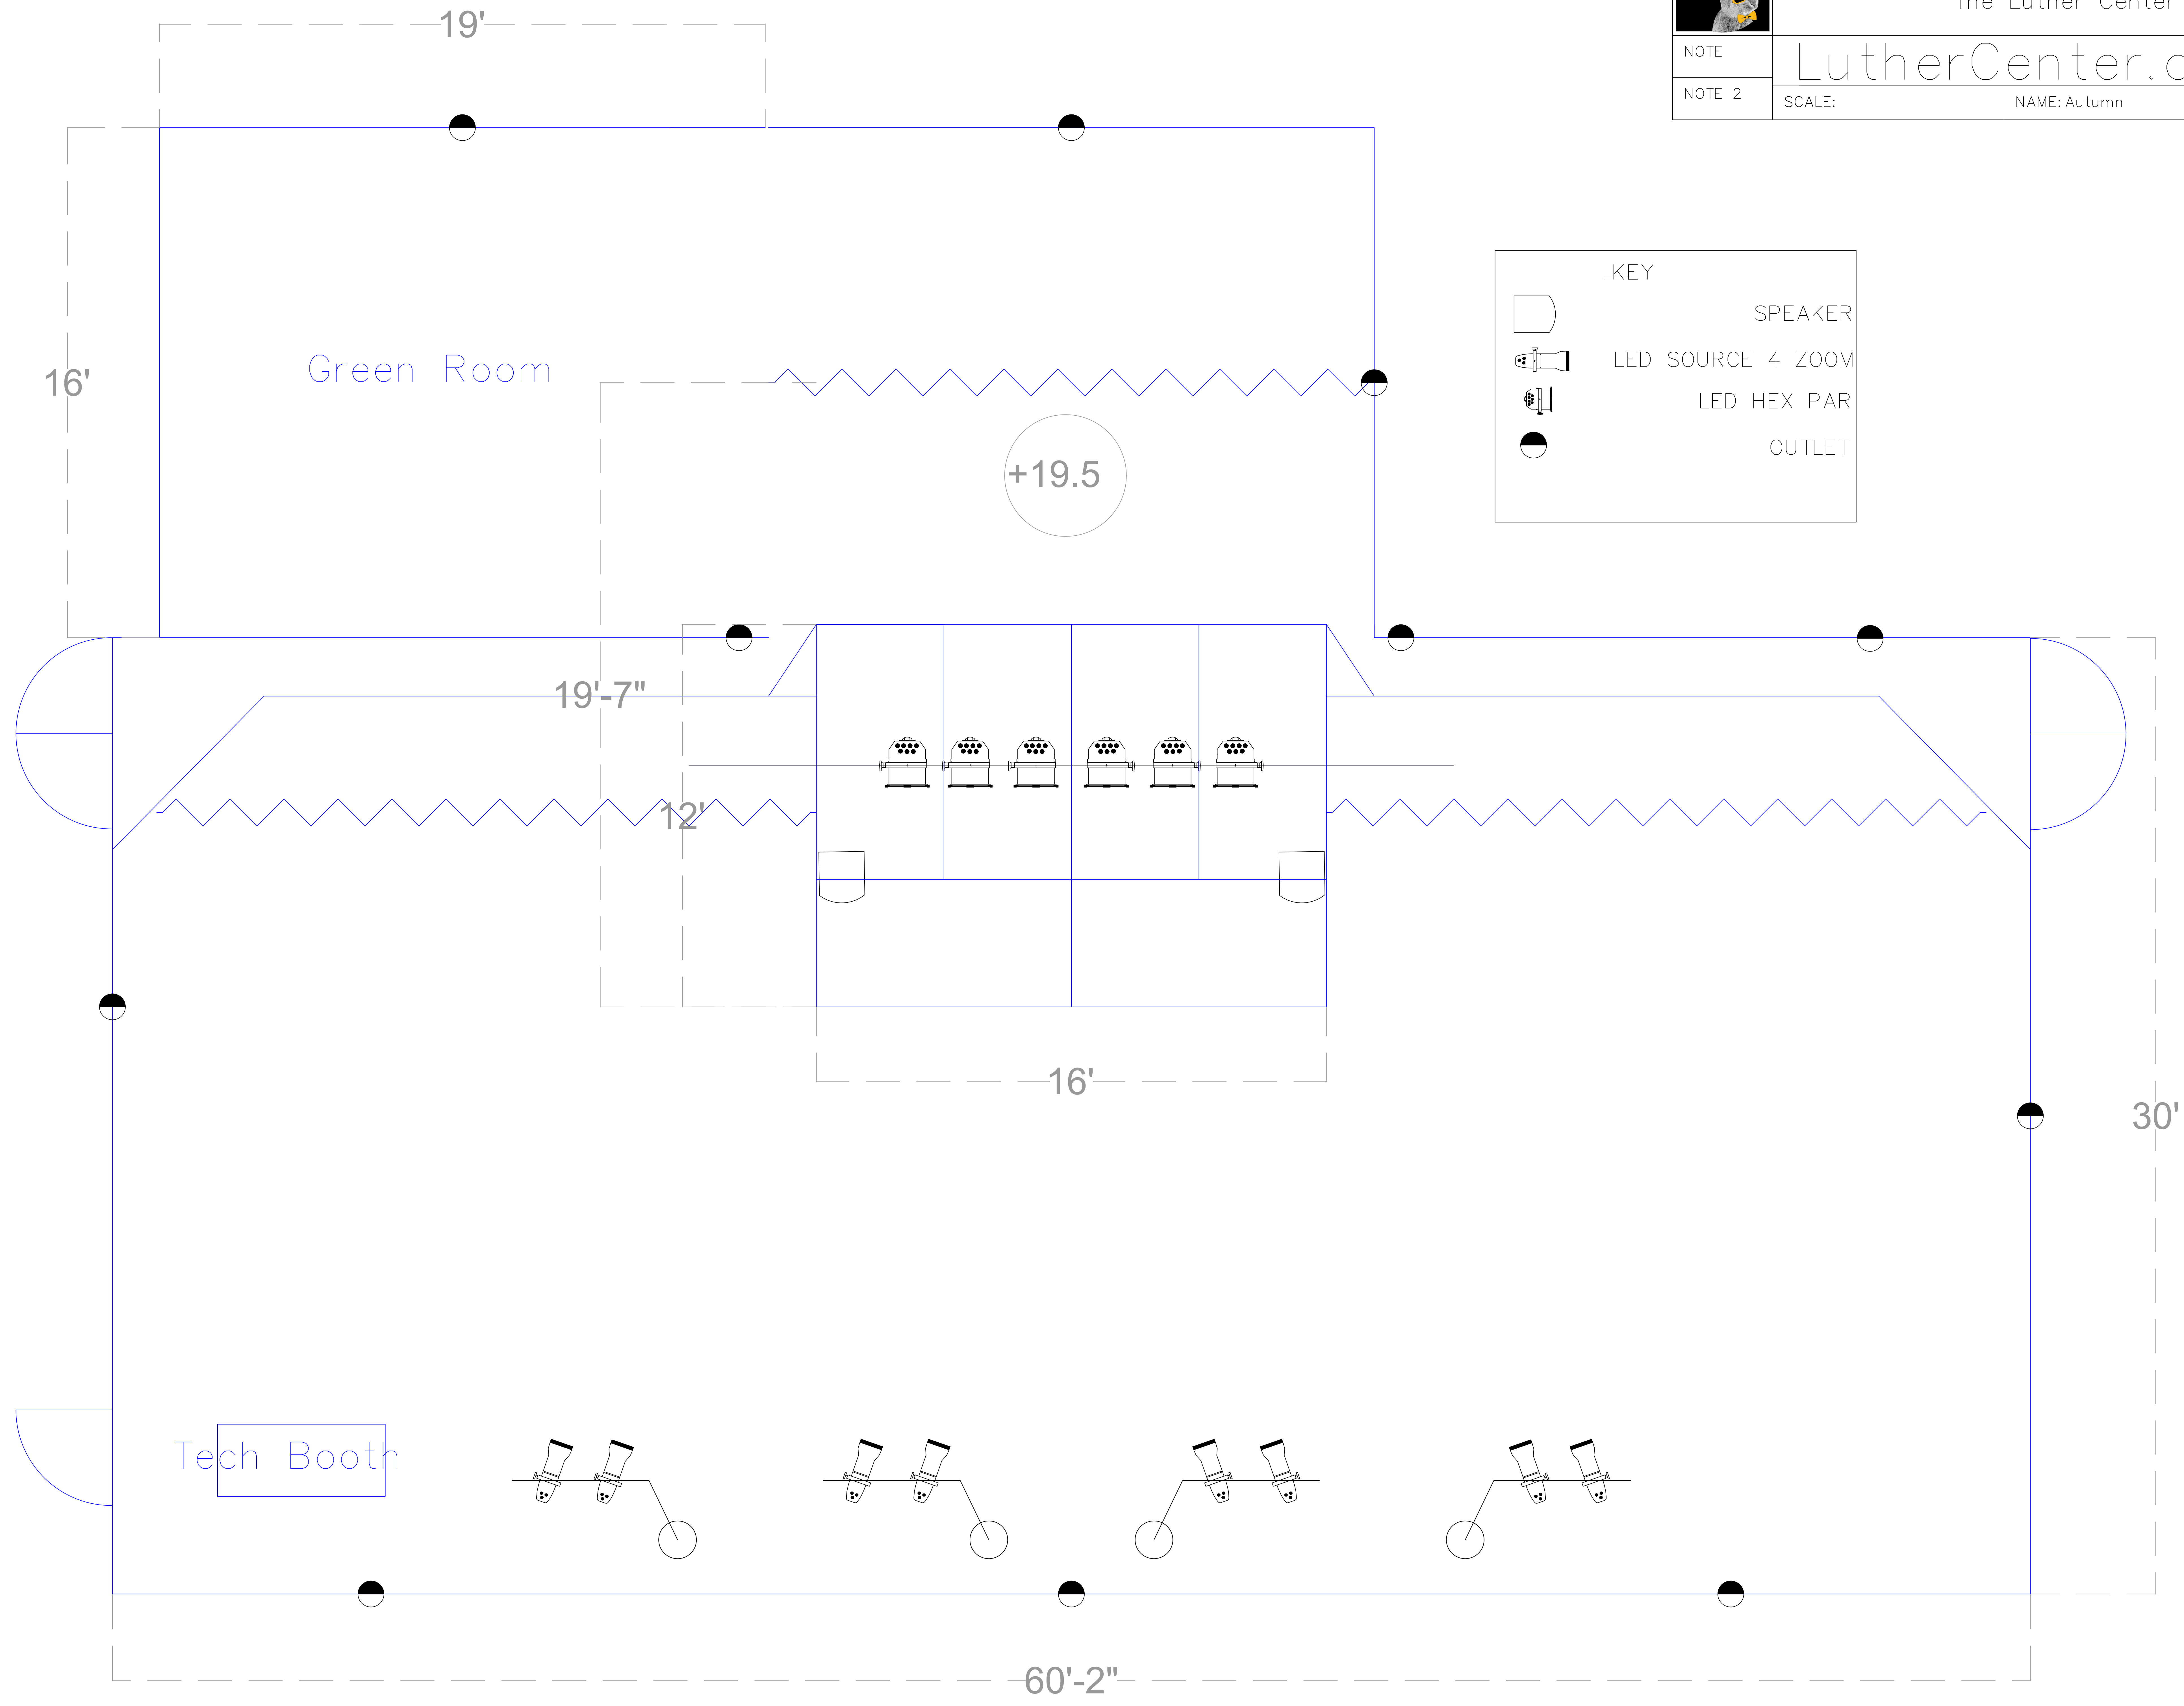 19'
The Luther Center
NOTE
NOTE 2
SCALE:
NAME: Autumn
KEY
SPEAKER
LED SOURCE 4 ZOOM
LED HEX PAR
OUTLET
16'
Green Room
+19.5
19'-7"
12'
16'
30'
Tech Booth
60'-2"